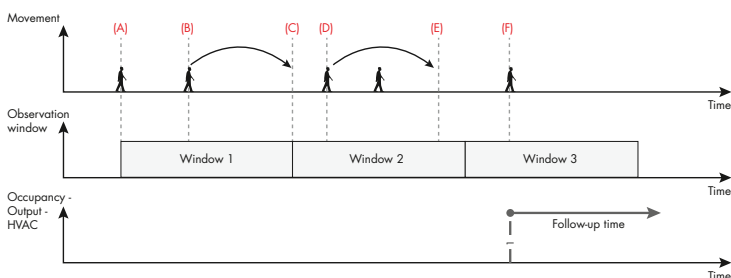 Movement
(A)
(B)
(C)
(D)
(E)
(F)
Time
Observation
window
Window 1
Window 2
Window 3
Time
Occupancy -
Output -
HVAC
Follow-up time
Time